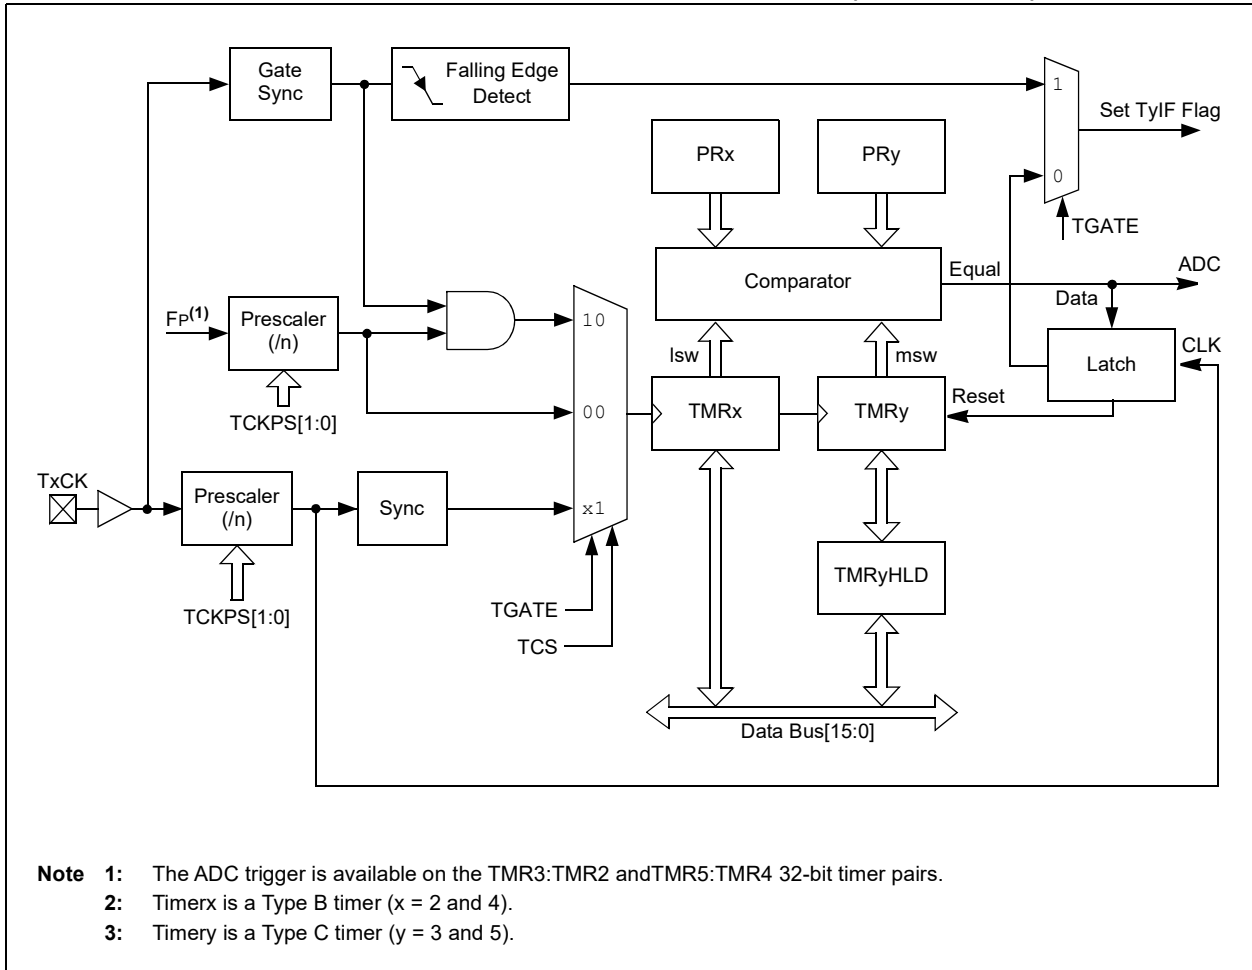 Gate
Sync
Falling Edge
Detect
1
Set TyIF Flag
PRx
PRy
0
TGATE
Comparator
Equal
ADC
Data
FP(1)
Prescaler
(/n)
10
lsw
msw
Latch
CLK
TCKPS[1:0]
00
TMRx
TMRy
Reset
TxCK
Prescaler
(/n)
Sync
x1
TCKPS[1:0]
TGATE
TCS
TMRyHLD
Data Bus[15:0]
Note 1: The ADC trigger is available on the TMR3:TMR2 andTMR5:TMR4 32-bit timer pairs.
2: Timerx is a Type B timer (x = 2 and 4).
3: Timery is a Type C timer (y = 3 and 5).